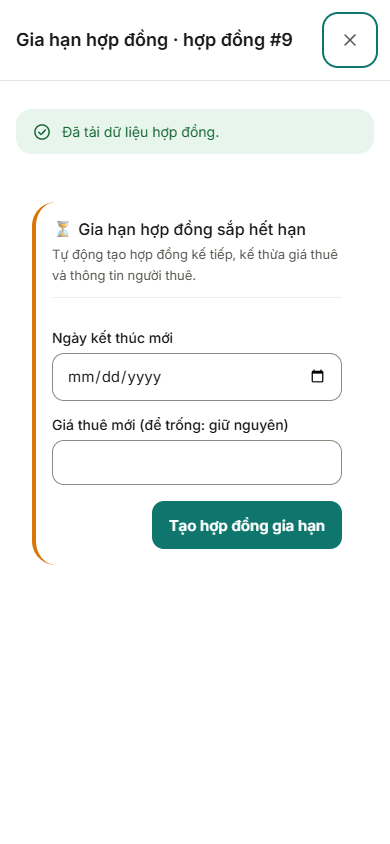 Gia hạn hợp đồng · hợp đồng #9
Đã tải dữ liệu hợp đồng.
⏳ Gia hạn hợp đồng sắp hết hạn
Tự động tạo hợp đồng kế tiếp, kế thừa giá thuê
và thông tin người thuê.
Ngày kết thúc mới
mm/dd/yyyy
Giá thuê mới (để trống: giữ nguyên)
Tạo hợp đồng gia hạn